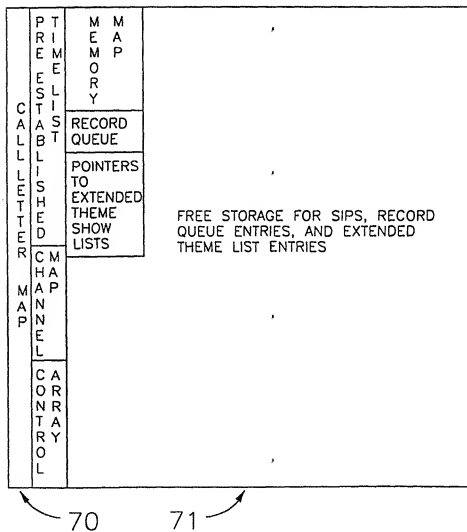 CALL LETTER MAP
PRE ESTABLISHED
TIME LIST
CHANNEL
MAP
CONTROL
ARRAY
MEMORY
MAP
RECORD
QUEUE
POINTERS
TO
EXTENDED
THEME
SHOW
LISTS
FREE STORAGE FOR SIPS, RECORD
QUEUE ENTRIES, AND EXTENDED
THEME LIST ENTRIES
70
71